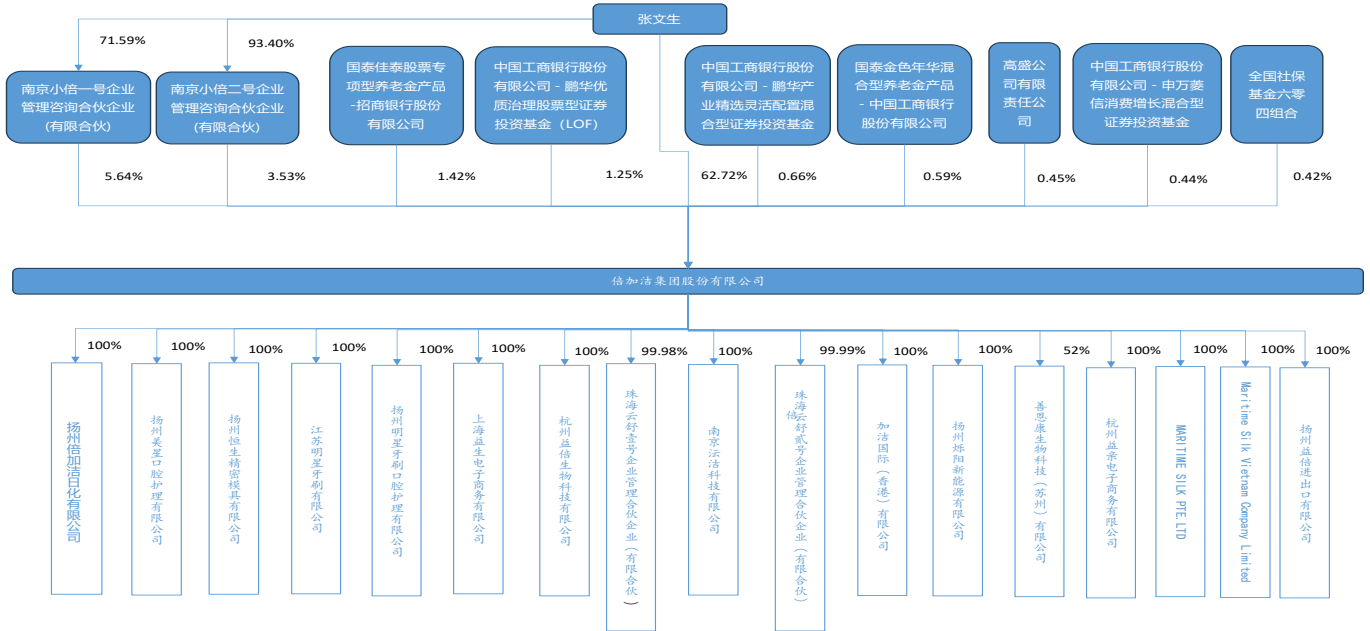 张文生
71.59%
93.40%
南京小倍一号企业
管理咨询合伙企业
(有限合伙)
南京小倍二号企业
管理咨询合伙企业
(有限合伙)
国泰佳泰股票专
项型养老金产品
-招商银行股份
有限公司
中国工商银行股份
有限公司-鹏华优
质治理股票型证券
投资基金（LOF）
中国工商银行股份
有限公司-鹏华产
业精选灵活配置混
合型证券投资基金
国泰金色年华混
合型养老金产品
-中国工商银行
股份有限公司
高盛公
司有限
责任公
司
中国工商银行股份
有限公司-申万菱
信消费增长混合型
证券投资基金
全国社保
基金六零
四组合
5.64%
3.53%
1.42%
1.25%
62.72%
0.66%
0.59%
0.45%
0.44%
0.42%
倍加洁集团股份有限公司
100%
100%
100%
100%
100%
100%
100%
99.98%
100%
99.99%
100%
100%
52%
100%
100%
100%
100%
扬州倍加洁日化有限公司
扬州美星口腔护理有限公司
扬州恒生精密模具有限公司
江苏明星牙刷有限公司
扬州明星牙刷口腔护理有限公司
上海益生电子商务有限公司
杭州益倍生物科技有限公司
珠海云舒壹号企业管理合伙企业（有限合伙）
南京沄洁科技有限公司
珠海云舒贰号企业管理合伙企业（有限合伙）
倍
加洁国际（香港）有限公司
扬州烁阳新能源有限公司
善恩康生物科技（苏州）有限公司
杭州益亲电子商务有限公司
MARITIME SILK PTE.LTD
Maritime Silk Vietnam Company Limited
扬州益倍进出口有限公司